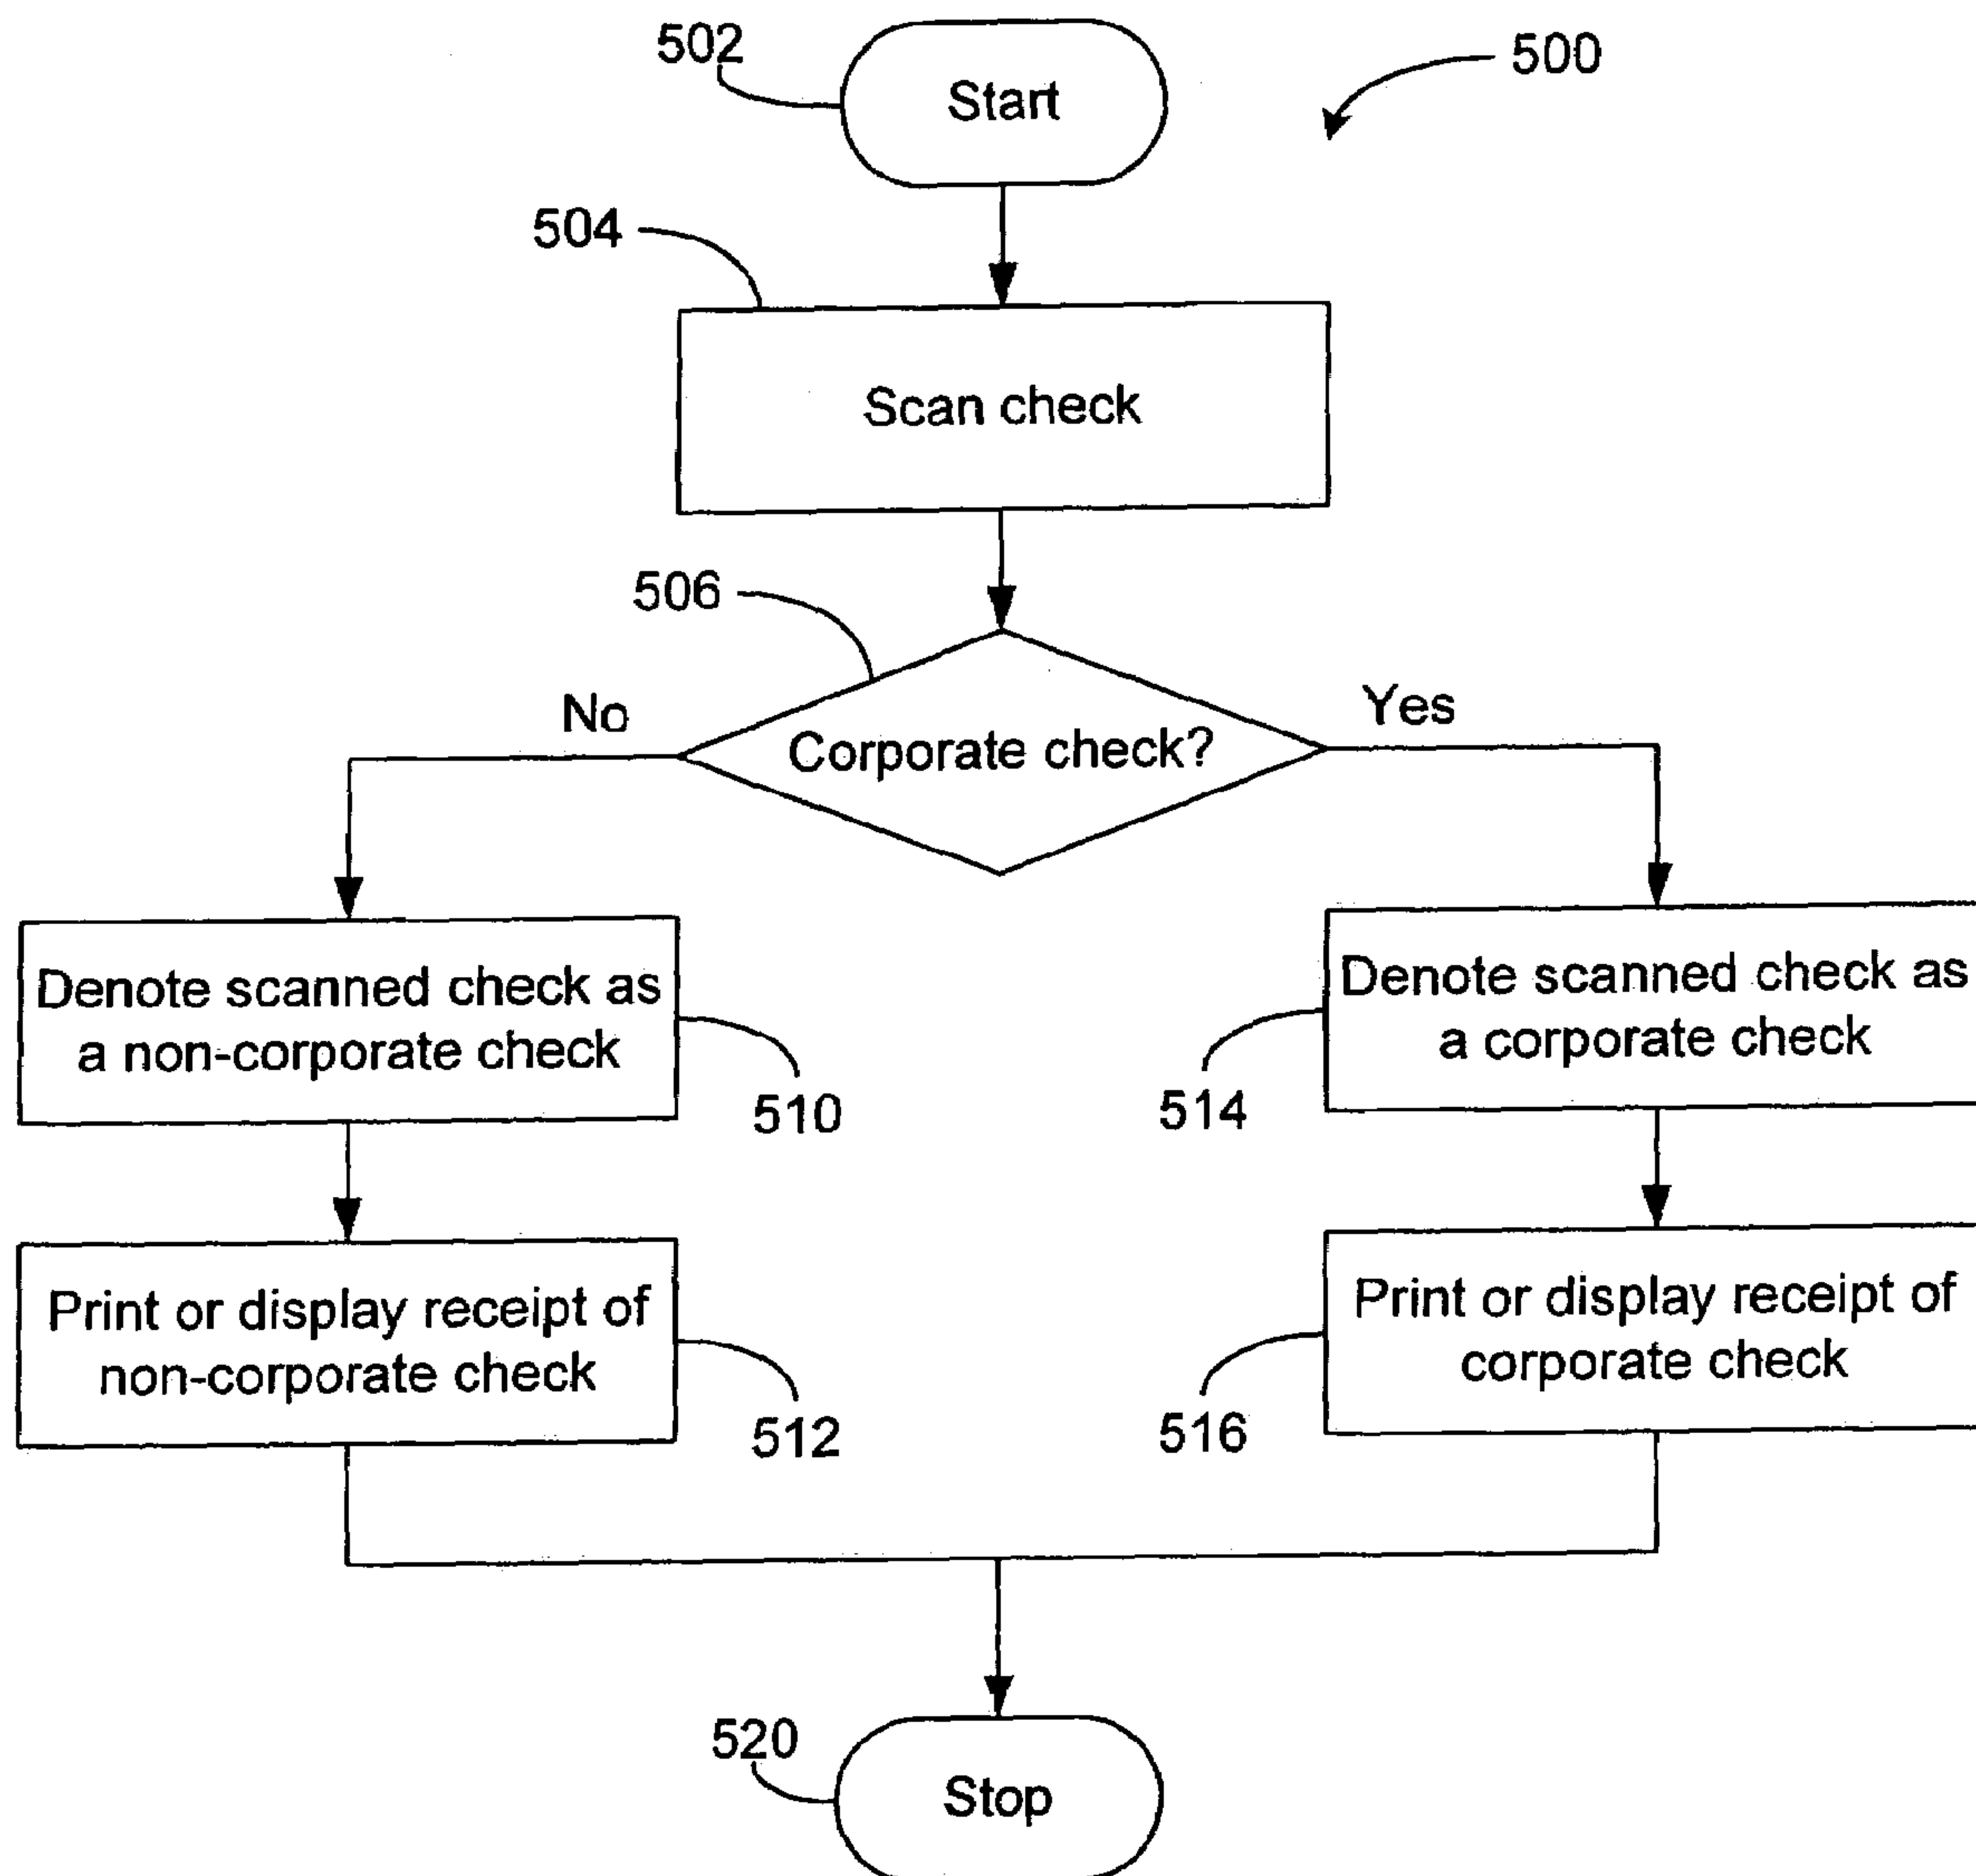 502
Start
500
504
Scan check
506
No
Yes
Corporate check?
Denote scanned check as
a non-corporate check
510
Denote scanned check as
a corporate check
514
Print or display receipt of
non-corporate check
512
Print or display receipt of
corporate check
516
520
Stop